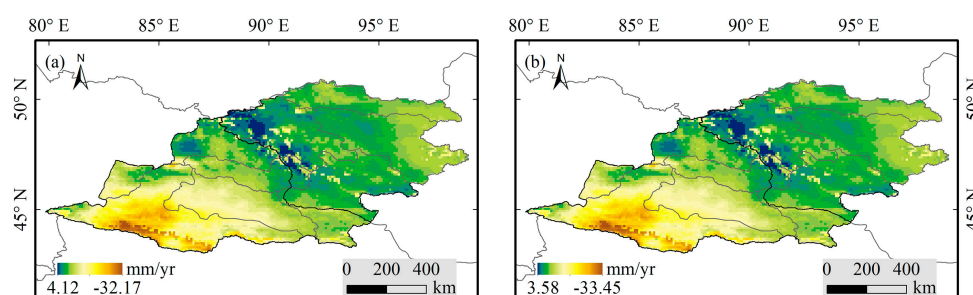 80° E 85° E 90° E 95° E 80° E 85° E 90° E 95° E
(a) N (b) N
50° N 50° N
45° N 45° N
mm/yr 0 200 400 mm/yr 0 200 400
4.12 -32.17 km 3.58 -33.45 km